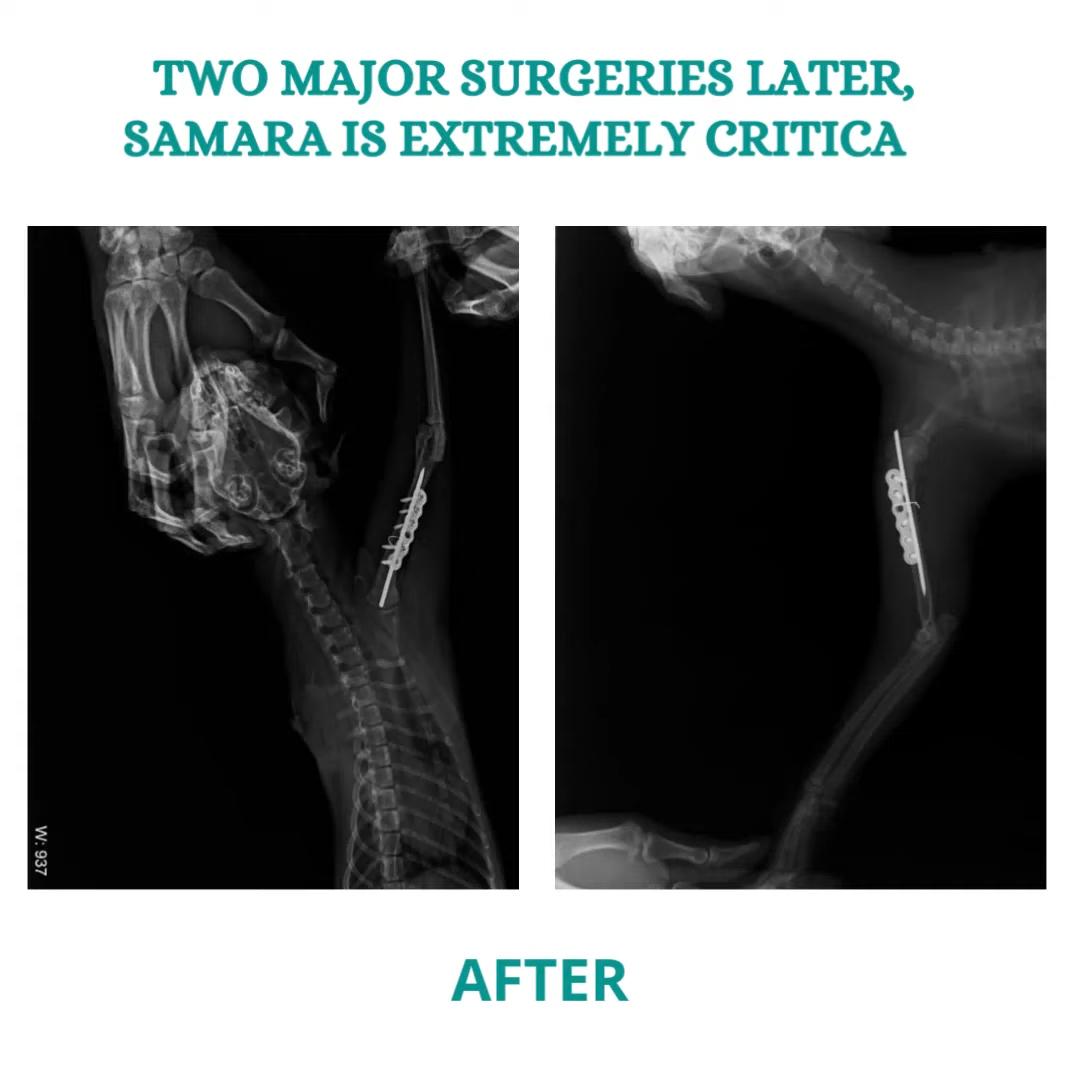 TWO MAJOR SURGERIES LATER,
SAMARA IS EXTREMELY CRITICA
W: 937
AFTER